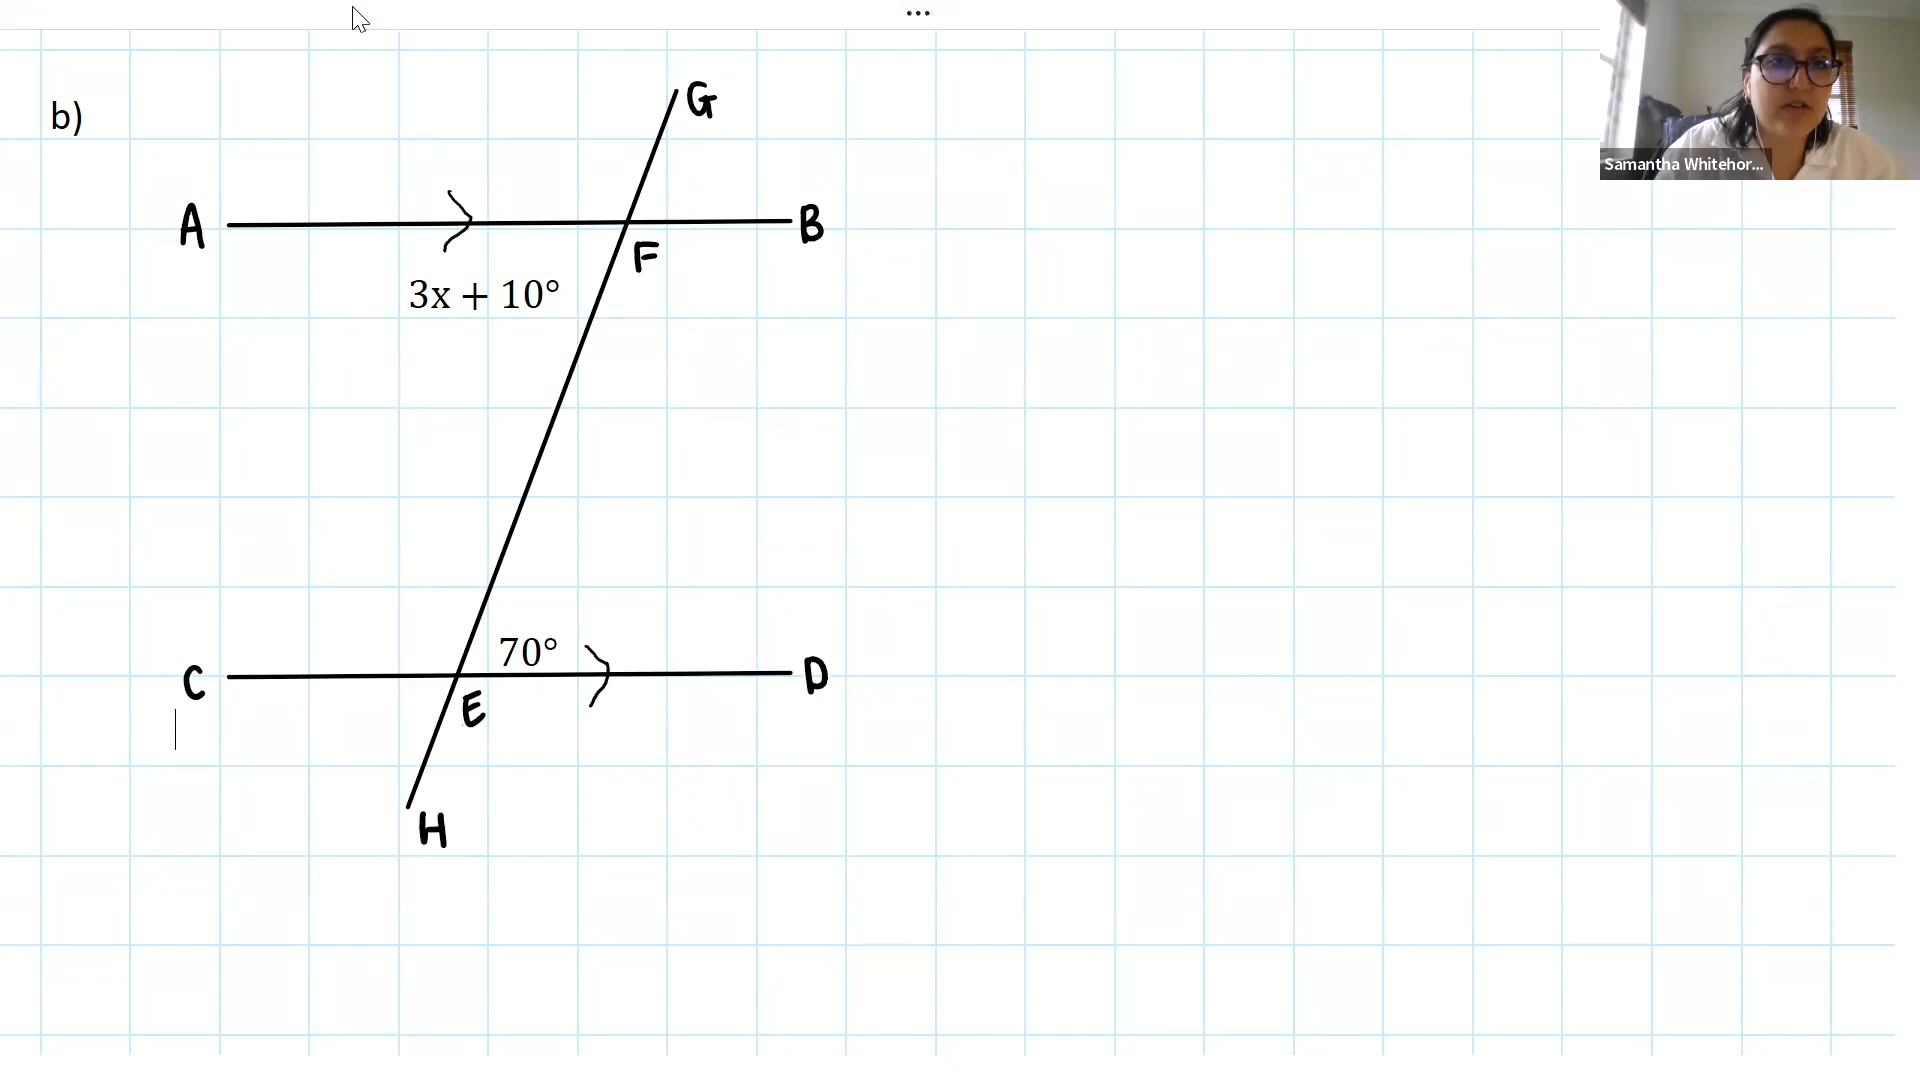 ...
Samantha Whitehor...
b)
G
A
B
F
3x + 10°
70°
C
D
E
H